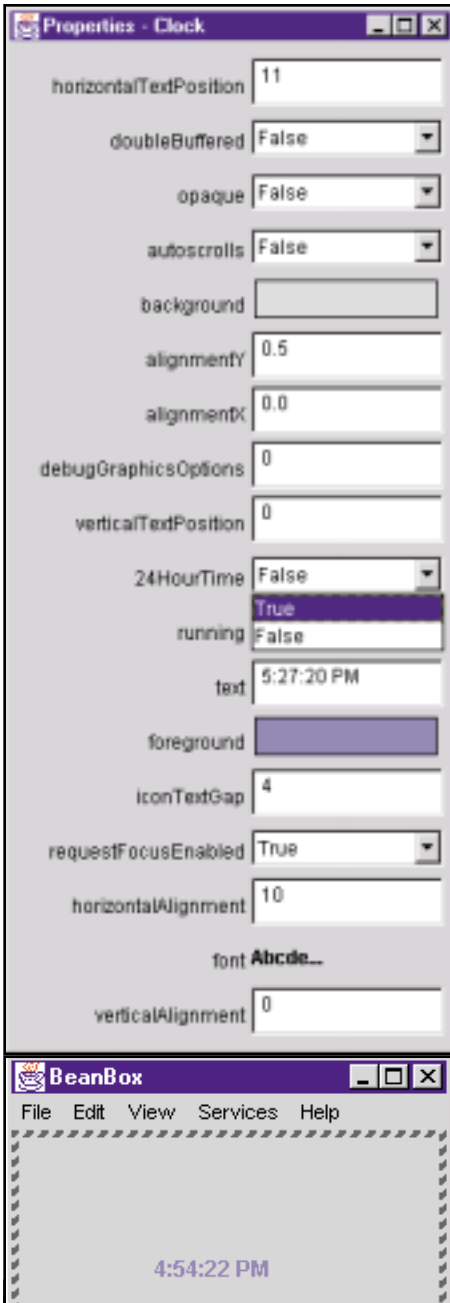 Properties - Clock
horizontalTextPosition 11
doubleBuffered False
opaque False
autoscrolls False
background
alignmentY 0.5
alignmentX 0.0
debugGraphicsOptions 0
verticalTextPosition 0
24HourTime False
True
running False
text 5:27:20 PM
foreground
iconTextGap 4
requestFocusEnabled True
horizontalAlignment 10
font Abcde...
verticalAlignment 0
BeanBox
File Edit View Services Help
4:54:22 PM